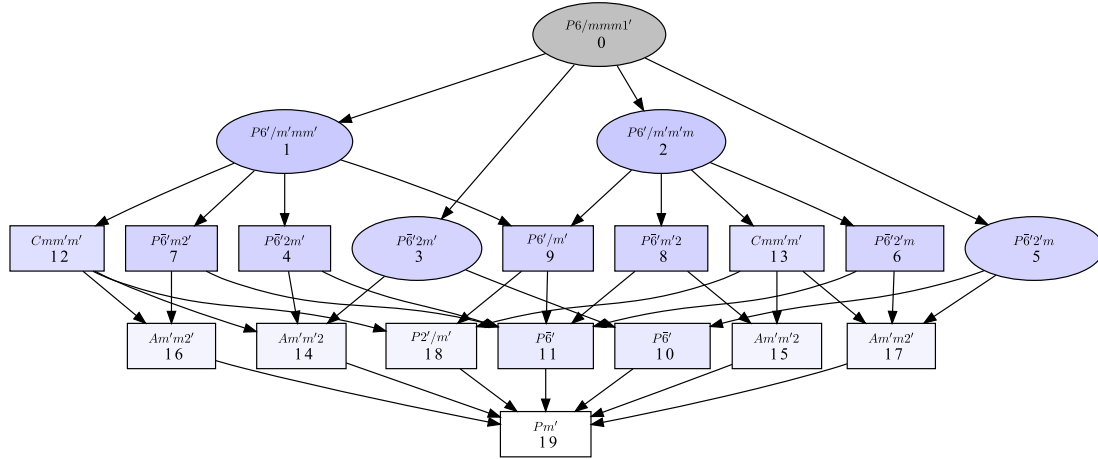 P6/mmm1′
0
P6′/m′mm′
1
P6′/m′m′m
2
Cmm′m′
12
P6̄′m2′
7
P6̄′2m′
4
P6̄′2m′
3
P6′/m′
9
P6̄′m′2
8
Cmm′m′
13
P6̄′2′m
6
P6̄′2′m
5
Am′m2′
16
Am′m′2
14
P2′/m′
18
P6̄′
11
P6̄′
10
Am′m′2
15
Am′m2′
17
Pm′
19